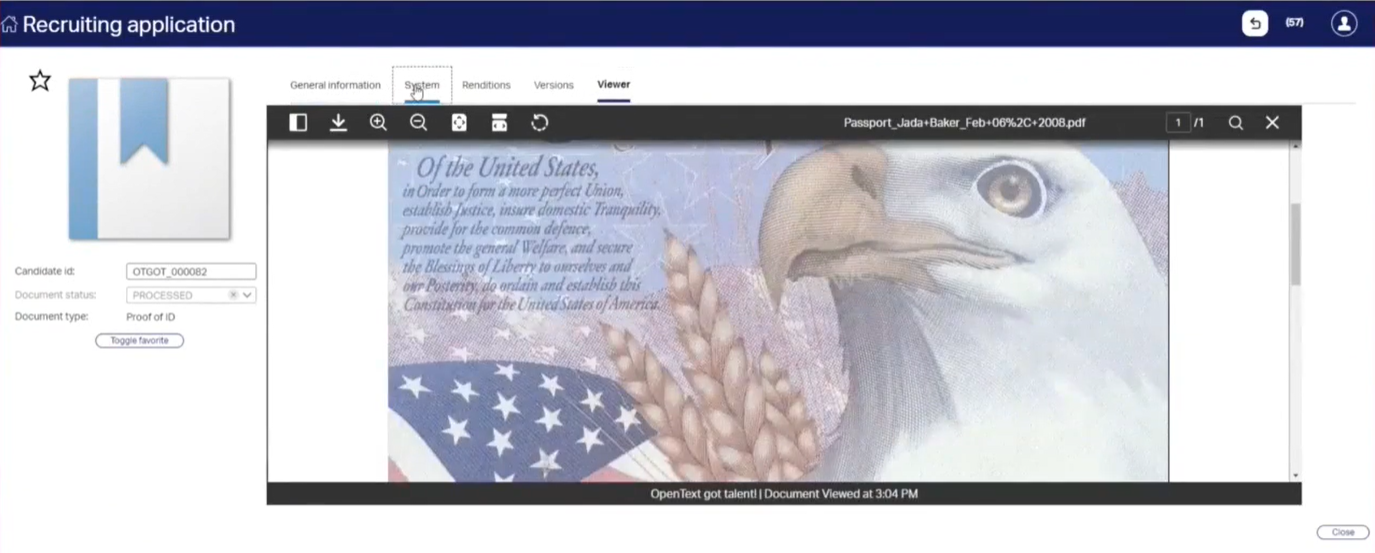 Recruiting application
(57)
General information
System
Renditions
Versions
Viewer
Passport_Jada+Baker_Feb+06%2C+2008.pdf
1 /1
Of the United States,
in Order to form a more perfect Union,
establish Justice, insure domestic Tranquility,
provide for the common defence,
promote the general Welfare, and secure
the Blessings of Liberty to ourselves and
our Posterity, do ordain and establish this
Constitution for the United States of America.
Candidate id: OTGOT_000082
Document status: PROCESSED
Document type: Proof of ID
Toggle favorite
OpenText got talent! | Document Viewed at 3:04 PM
Close